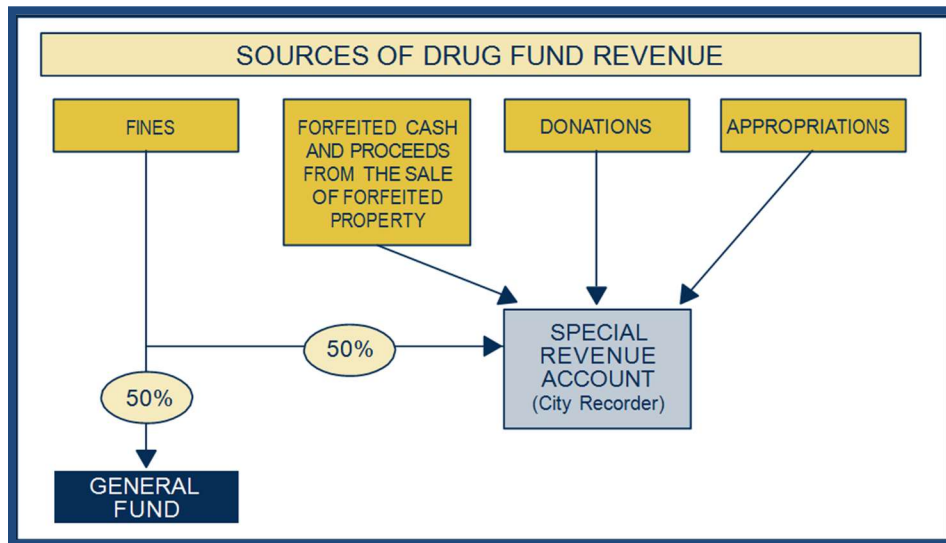 SOURCES OF DRUG FUND REVENUE
FINES
FORFEITED CASH
AND PROCEEDS
FROM THE SALE
OF FORFEITED
PROPERTY
DONATIONS
APPROPRIATIONS
50%
50%
SPECIAL
REVENUE
ACCOUNT
(City Recorder)
GENERAL
FUND